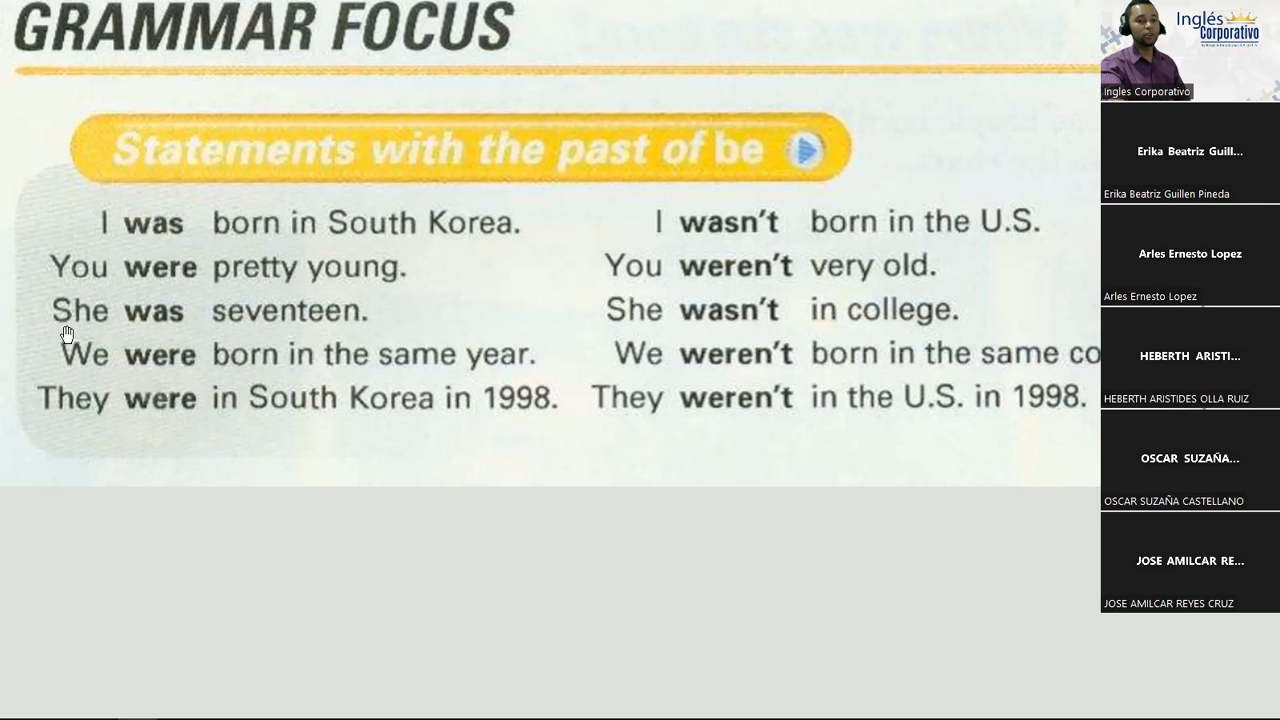 GRAMMAR FOCUS
Statements with the past of be
I was born in South Korea. I wasn't born in the U.S.
You were pretty young. You weren't very old.
She was seventeen. She wasn't in college.
We were born in the same year. We weren't born in the same co
They were in South Korea in 1998. They weren't in the U.S. in 1998.
Inglés
Corporativo
Ingles Corporativo
Erika Beatriz Guill...
Erika Beatriz Guillen Pineda
Arles Ernesto Lopez
Arles Ernesto Lopez
HEBERTH ARISTI...
HEBERTH ARISTIDES OLLA RUIZ
OSCAR SUZAÑA...
OSCAR SUZAÑA CASTELLANO
JOSE AMILCAR RE...
JOSE AMILCAR REYES CRUZ